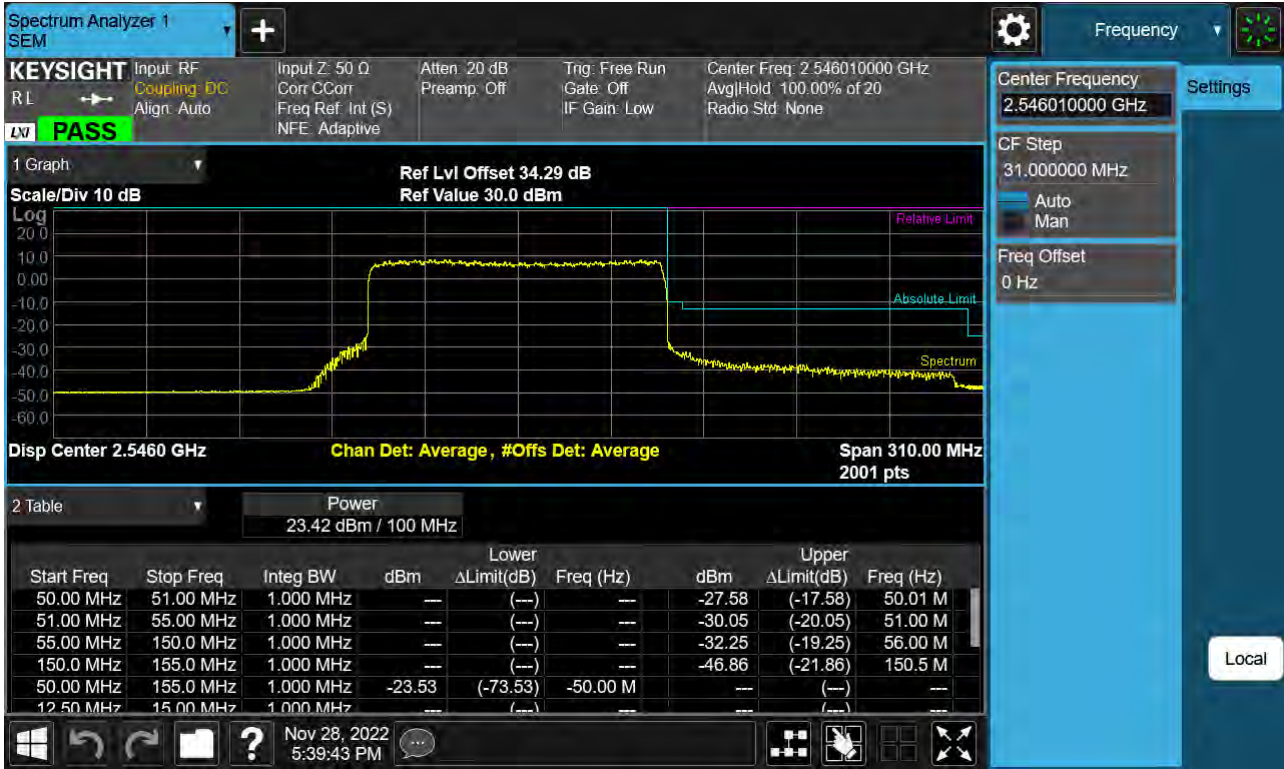 Spectrum Analyzer 1
SEM
+
Frequency
KEYSIGHT
R L
LXI
PASS
Input: RF
Coupling: DC
Align: Auto
Input Z: 50 Ω
Corr CCorr
Freq Ref: Int (S)
NFE: Adaptive
Atten: 20 dB
Preamp: Off
Trig: Free Run
Gate: Off
IF Gain: Low
Center Freq: 2.546010000 GHz
Avg|Hold: 100.00% of 20
Radio Std: None
Center Frequency
2.546010000 GHz
Settings
CF Step
31.000000 MHz
Auto
Man
Freq Offset
0 Hz
1 Graph
Scale/Div 10 dB
Ref Lvl Offset 34.29 dB
Ref Value 30.0 dBm
Log
20.0
10.0
0.00
-10.0
-20.0
-30.0
-40.0
-50.0
-60.0
Relative Limit
Absolute Limit
Spectrum
Disp Center 2.5460 GHz Chan Det: Average , #Offs Det: Average Span 310.00 MHz
2001 pts
2 Table
Power
23.42 dBm / 100 MHz
Lower Upper
Start Freq Stop Freq Integ BW dBm ΔLimit(dB) Freq (Hz) dBm ΔLimit(dB) Freq (Hz)
50.00 MHz 51.00 MHz 1.000 MHz --- (---) --- -27.58 (-17.58) 50.01 M
51.00 MHz 55.00 MHz 1.000 MHz --- (---) --- -30.05 (-20.05) 51.00 M
55.00 MHz 150.0 MHz 1.000 MHz --- (---) --- -32.25 (-19.25) 56.00 M
150.0 MHz 155.0 MHz 1.000 MHz --- (---) --- -46.86 (-21.86) 150.5 M
50.00 MHz 155.0 MHz 1.000 MHz -23.53 (-73.53) -50.00 M --- (---) ---
12.50 MHz 15.00 MHz 1.000 MHz --- (---) --- --- (---) ---
Local
?
Nov 28, 2022
5:39:43 PM